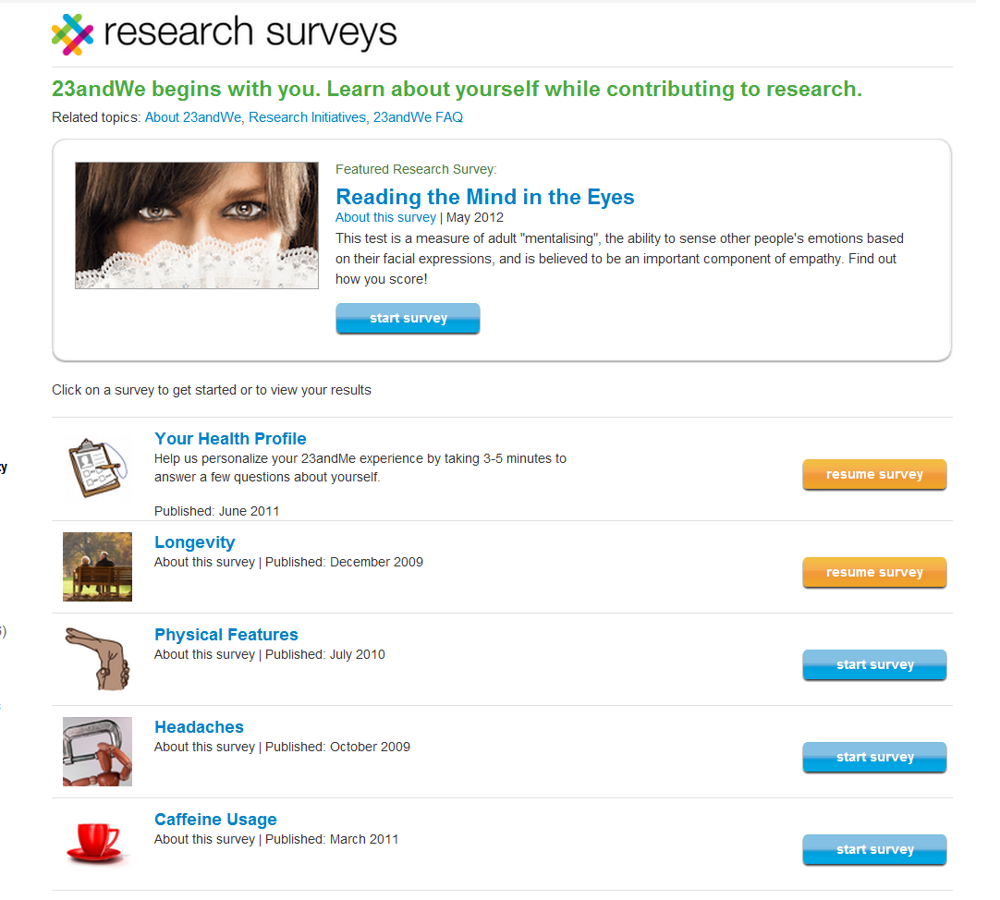 research surveys
23andWe begins with you. Learn about yourself while contributing to research.
Related topics: About 23andWe, Research Initiatives, 23andWe FAQ
Featured Research Survey:
Reading the Mind in the Eyes
About this survey | May 2012
This test is a measure of adult "mentalising", the ability to sense other people's emotions based
on their facial expressions, and is believed to be an important component of empathy. Find out
how you score!
start survey
Click on a survey to get started or to view your results
Your Health Profile
Help us personalize your 23andMe experience by taking 3-5 minutes to
answer a few questions about yourself.
resume survey
Published: June 2011
Longevity
About this survey | Published: December 2009
resume survey
Physical Features
About this survey | Published: July 2010
start survey
Headaches
About this survey | Published: October 2009
start survey
Caffeine Usage
About this survey | Published: March 2011
start survey